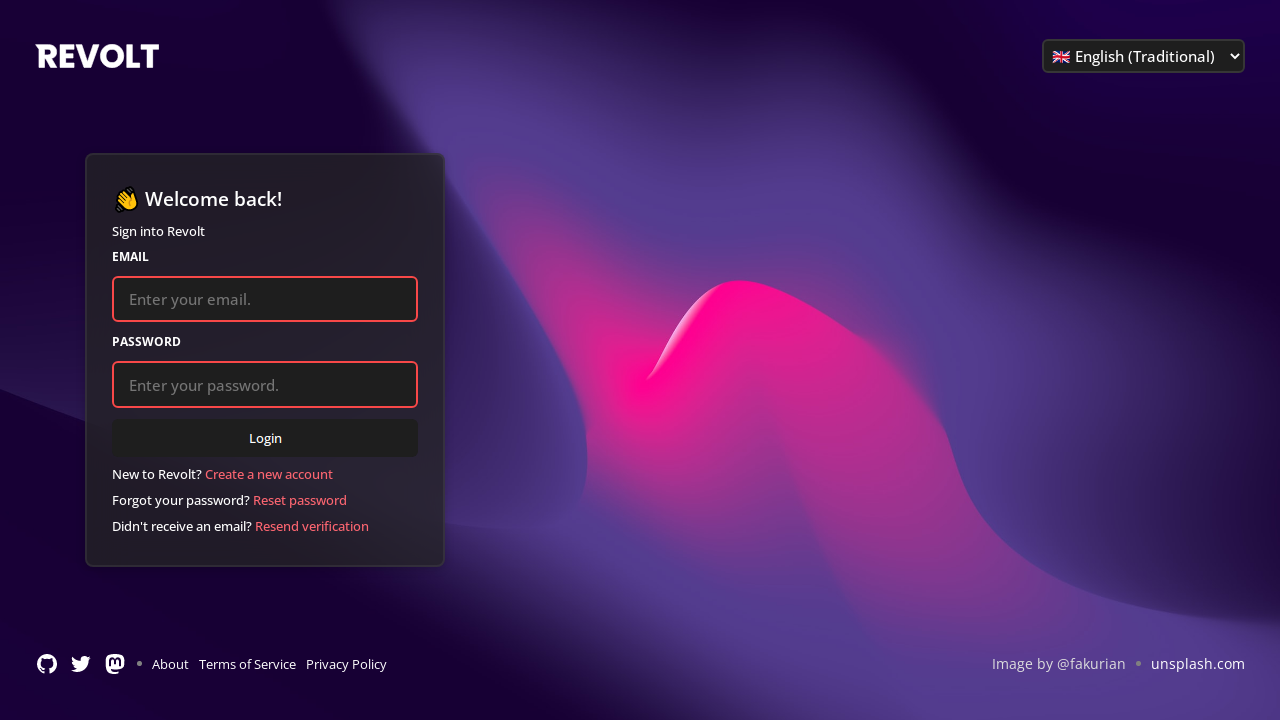 REVOLT
🇬🇧 English (Traditional)
👋 Welcome back!
Sign into Revolt
EMAIL
Enter your email.
PASSWORD
Enter your password.
Login
New to Revolt? Create a new account
Forgot your password? Reset password
Didn't receive an email? Resend verification
About Terms of Service Privacy Policy
Image by @fakurian • unsplash.com